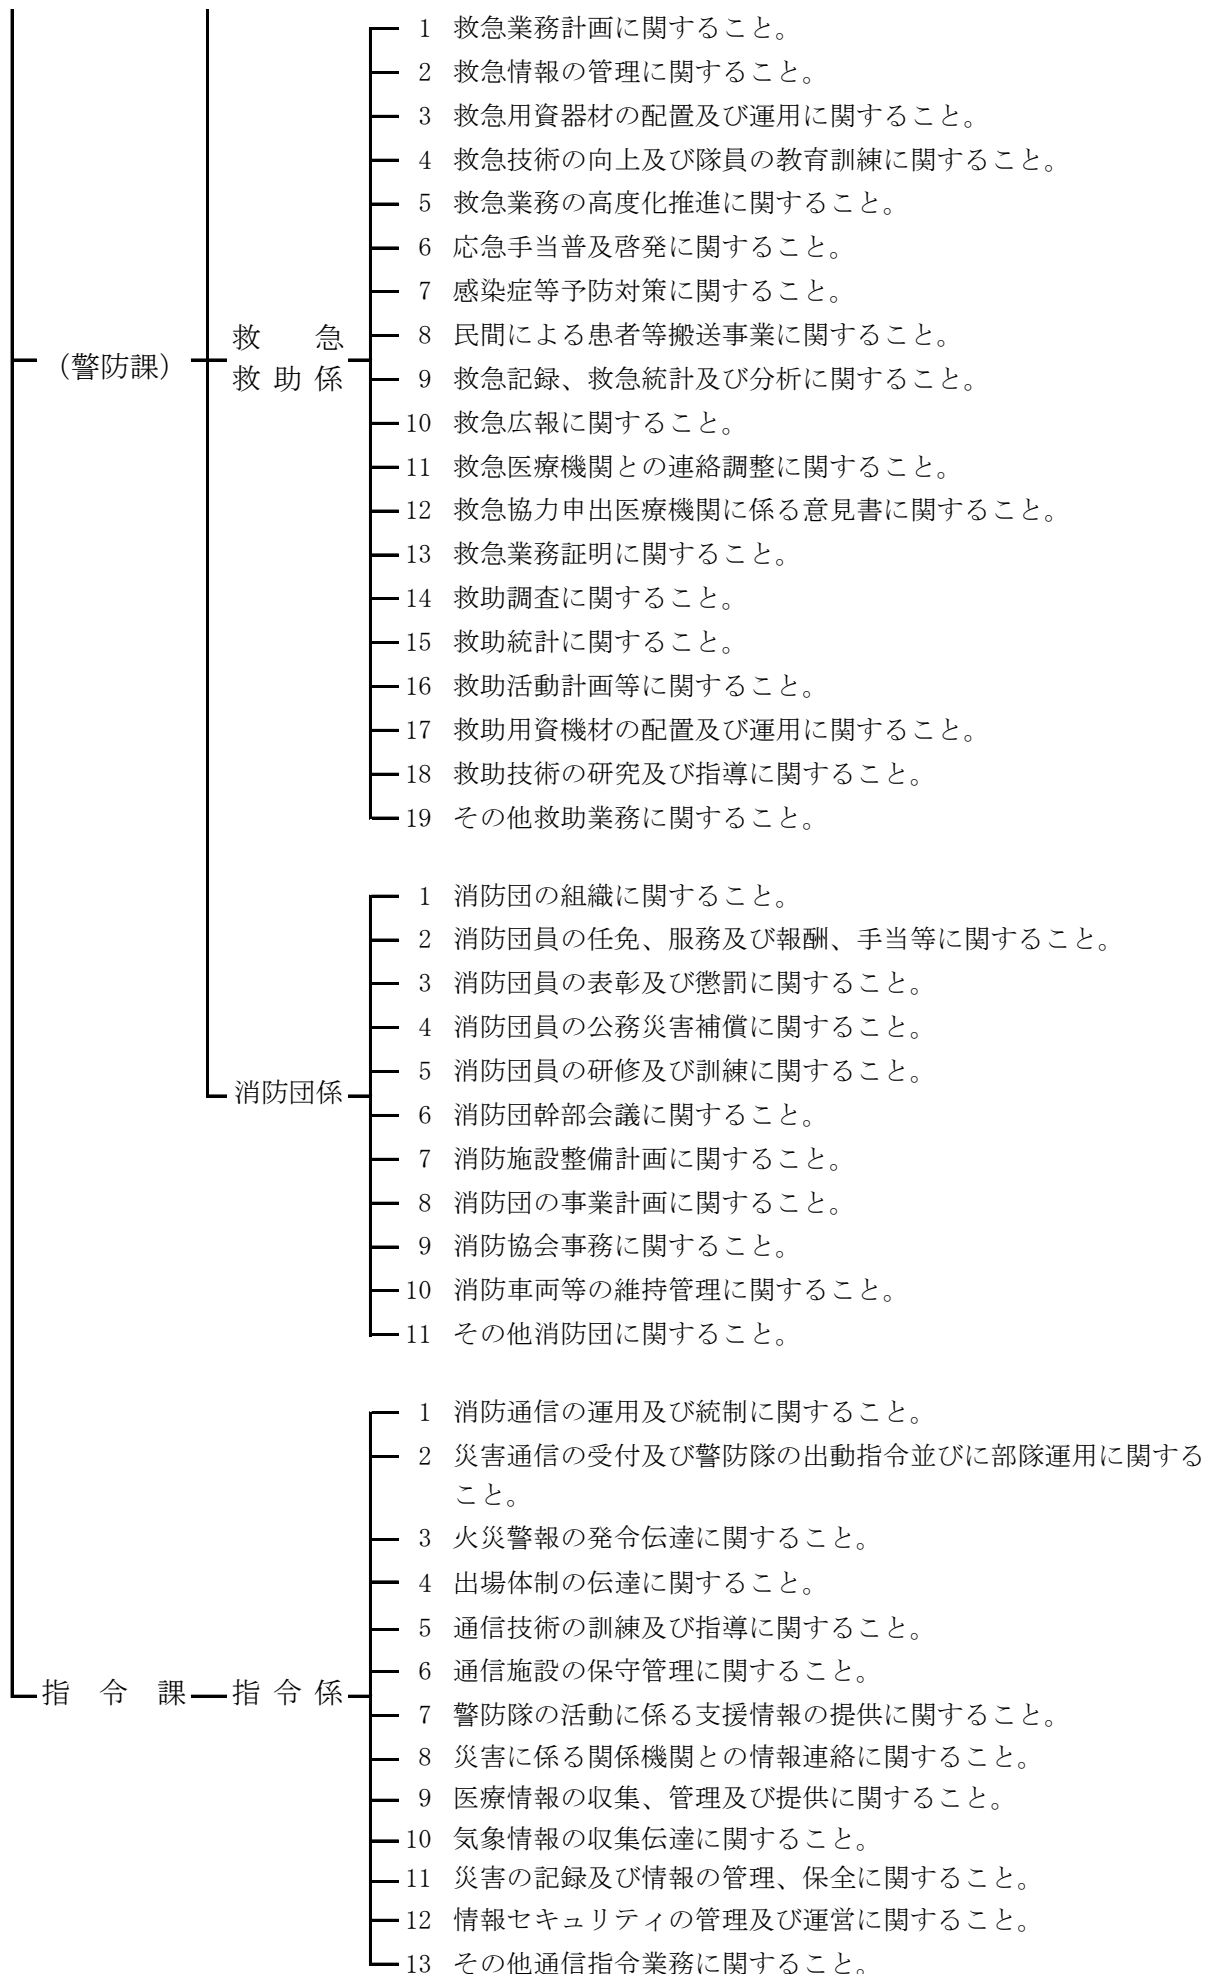 (警防課)
救急
救助係
1 救急業務計画に関すること。
2 救急情報の管理に関すること。
3 救急用資器材の配置及び運用に関すること。
4 救急技術の向上及び隊員の教育訓練に関すること。
5 救急業務の高度化推進に関すること。
6 応急手当普及啓発に関すること。
7 感染症等予防対策に関すること。
8 民間による患者等搬送事業に関すること。
9 救急記録、救急統計及び分析に関すること。
10 救急広報に関すること。
11 救急医療機関との連絡調整に関すること。
12 救急協力申出医療機関に係る意見書に関すること。
13 救急業務証明に関すること。
14 救助調査に関すること。
15 救助統計に関すること。
16 救助活動計画等に関すること。
17 救助用資機材の配置及び運用に関すること。
18 救助技術の研究及び指導に関すること。
19 その他救助業務に関すること。
消防団係
1 消防団の組織に関すること。
2 消防団員の任免、服務及び報酬、手当等に関すること。
3 消防団員の表彰及び懲罰に関すること。
4 消防団員の公務災害補償に関すること。
5 消防団員の研修及び訓練に関すること。
6 消防団幹部会議に関すること。
7 消防施設整備計画に関すること。
8 消防団の事業計画に関すること。
9 消防協会事務に関すること。
10 消防車両等の維持管理に関すること。
11 その他消防団に関すること。
指令課
指令係
1 消防通信の運用及び統制に関すること。
2 災害通信の受付及び警防隊の出動指令並びに部隊運用に関する
こと。
3 火災警報の発令伝達に関すること。
4 出場体制の伝達に関すること。
5 通信技術の訓練及び指導に関すること。
6 通信施設の保守管理に関すること。
7 警防隊の活動に係る支援情報の提供に関すること。
8 災害に係る関係機関との情報連絡に関すること。
9 医療情報の収集、管理及び提供に関すること。
10 気象情報の収集伝達に関すること。
11 災害の記録及び情報の管理、保全に関すること。
12 情報セキュリティの管理及び運営に関すること。
13 その他通信指令業務に関すること。